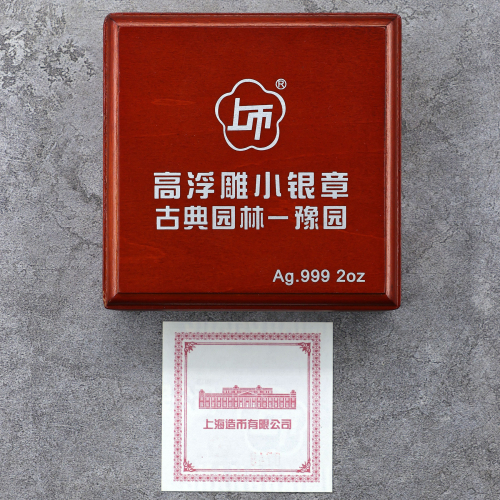 上币®
高浮雕小银章
古典园林一豫园
Ag.999 2oz
上海造币有限公司